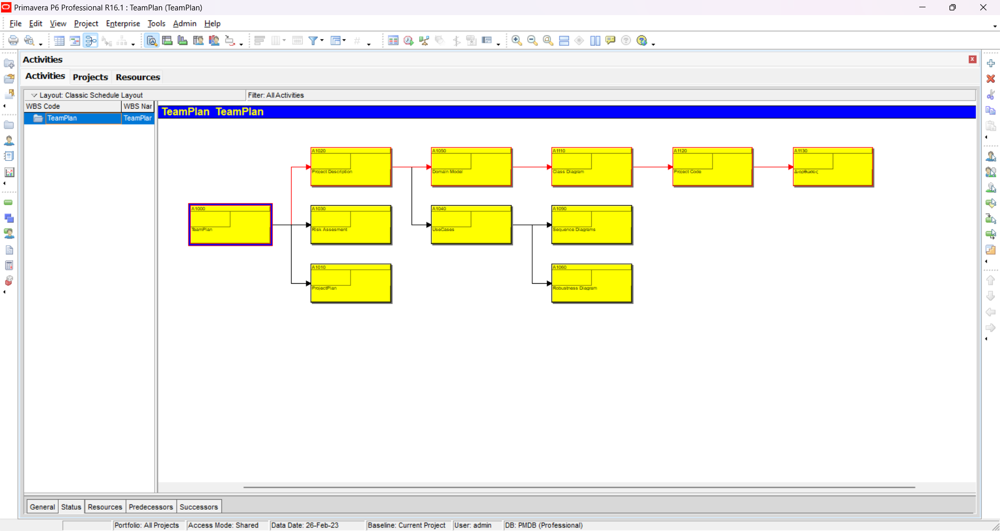 Primavera P6 Professional R16.1 : TeamPlan (TeamPlan)
File Edit View Project Enterprise Tools Admin Help
Activities
Activities Projects Resources
Layout: Classic Schedule Layout Filter: All Activities
WBS Code WBS Nar
TeamPlan TeamPlar
TeamPlan TeamPlan
A1020 A1050 A1110 A1120 A1130
Project Description Domain Model Class Diagram Project Code Διορθώσεις
A1000 A1030 A1040 A1090
TeamPlan Risk Assesment UseCases Sequence Diagrams
A1010 A1060
ProjectPlan Robustness Diagram
General Status Resources Predecessors Successors
Portfolio: All Projects Access Mode: Shared Data Date: 26-Feb-23 Baseline: Current Project User: admin DB: PMDB (Professional)